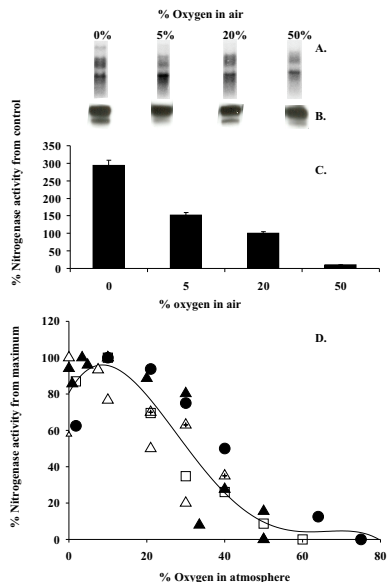 % Oxygen in air
0% 5% 20% 50%
A.
B.
% Nitrogenase activity from control
350
300
250
200
150
100
50
0
C.
0 5 20 50
% oxygen in air
% Nitrogenase activity from maximum
120
100
80
60
40
20
0
D.
0 20 40 60 80
% Oxygen in atmosphere